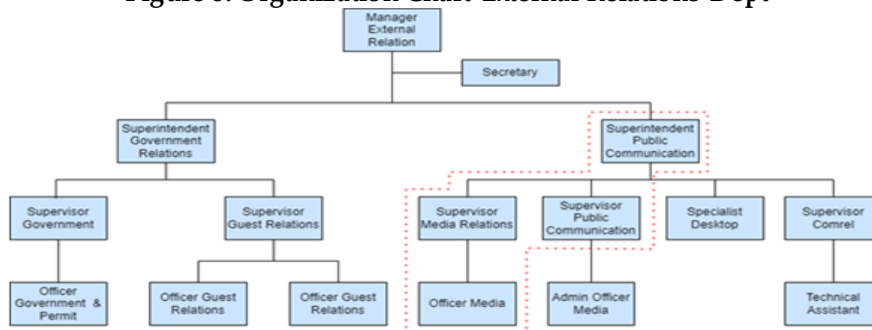 Figure 6. Organization Chart External Relations Dept
Manager
External
Relation
Secretary
Superintendent
Government
Relations
Superintendent
Public
Communication
Supervisor
Government
Supervisor
Guest Relations
Supervisor
Media Relations
Supervisor
Public
Communication
Specialist
Desktop
Supervisor
Comrel
Officer
Government &
Permit
Officer Guest
Relations
Officer Guest
Relations
Officer Media
Admin Officer
Media
Technical
Assistant